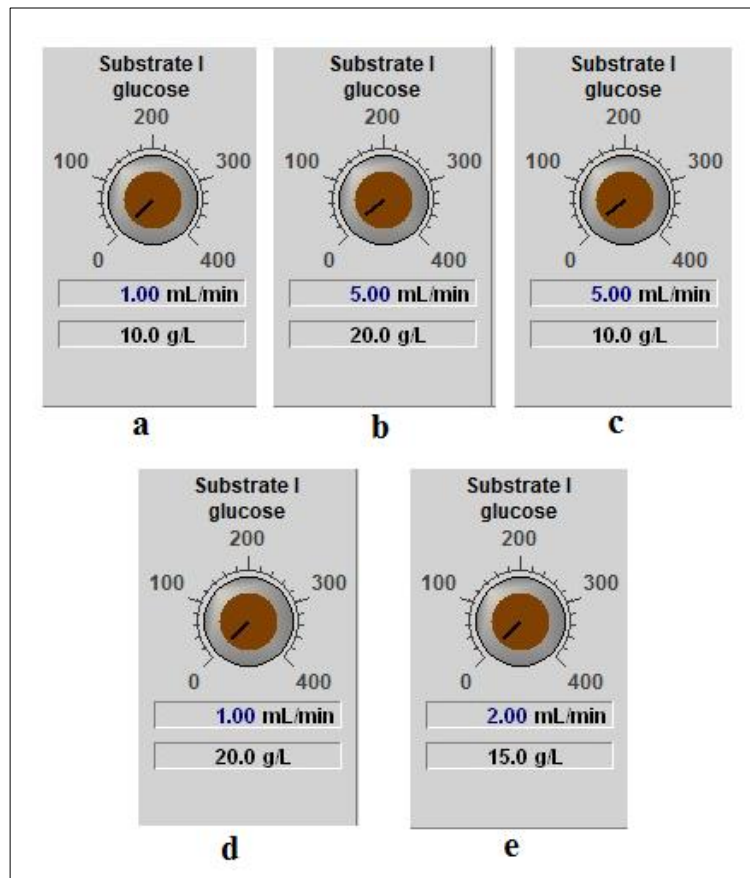 Substrate I
glucose
200
100 300
0 400
1.00 mL/min
10.0 g/L
a
Substrate I
glucose
200
100 300
0 400
5.00 mL/min
20.0 g/L
b
Substrate I
glucose
200
100 300
0 400
5.00 mL/min
10.0 g/L
c
Substrate I
glucose
200
100 300
0 400
1.00 mL/min
20.0 g/L
d
Substrate I
glucose
200
100 300
0 400
2.00 mL/min
15.0 g/L
e